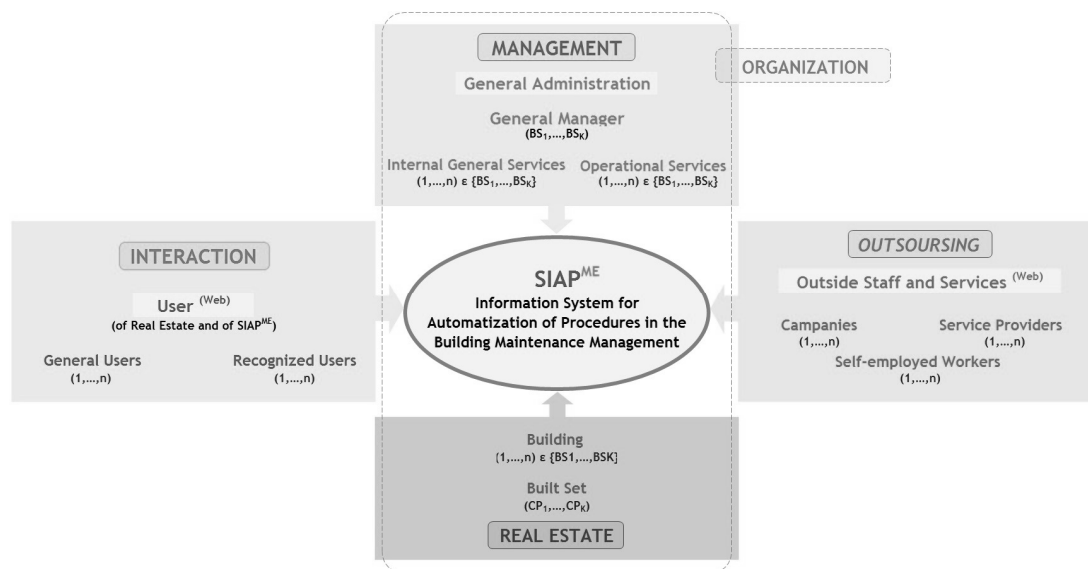 MANAGEMENT
ORGANIZATION
General Administration
General Manager
(BS₁,...,BSₖ)
Internal General Services
Operational Services
(1,...,n) ε {BS₁,...,BSₖ}
(1,...,n) ε {BS₁,...,BSₖ}
INTERACTION
User (Web)
(of Real Estate and of SIAPᴹᴱ)
General Users
Recognized Users
(1,...,n)
(1,...,n)
SIAPᴹᴱ
Information System for
Automatization of Procedures in the
Building Maintenance Management
OUTSOURSING
Outside Staff and Services (Web)
Campanies
Service Providers
(1,...,n)
(1,...,n)
Self-employed Workers
(1,...,n)
Building
(1,...,n) ε {BS1,...,BSK]
Built Set
(CP₁,...,CPₖ)
REAL ESTATE